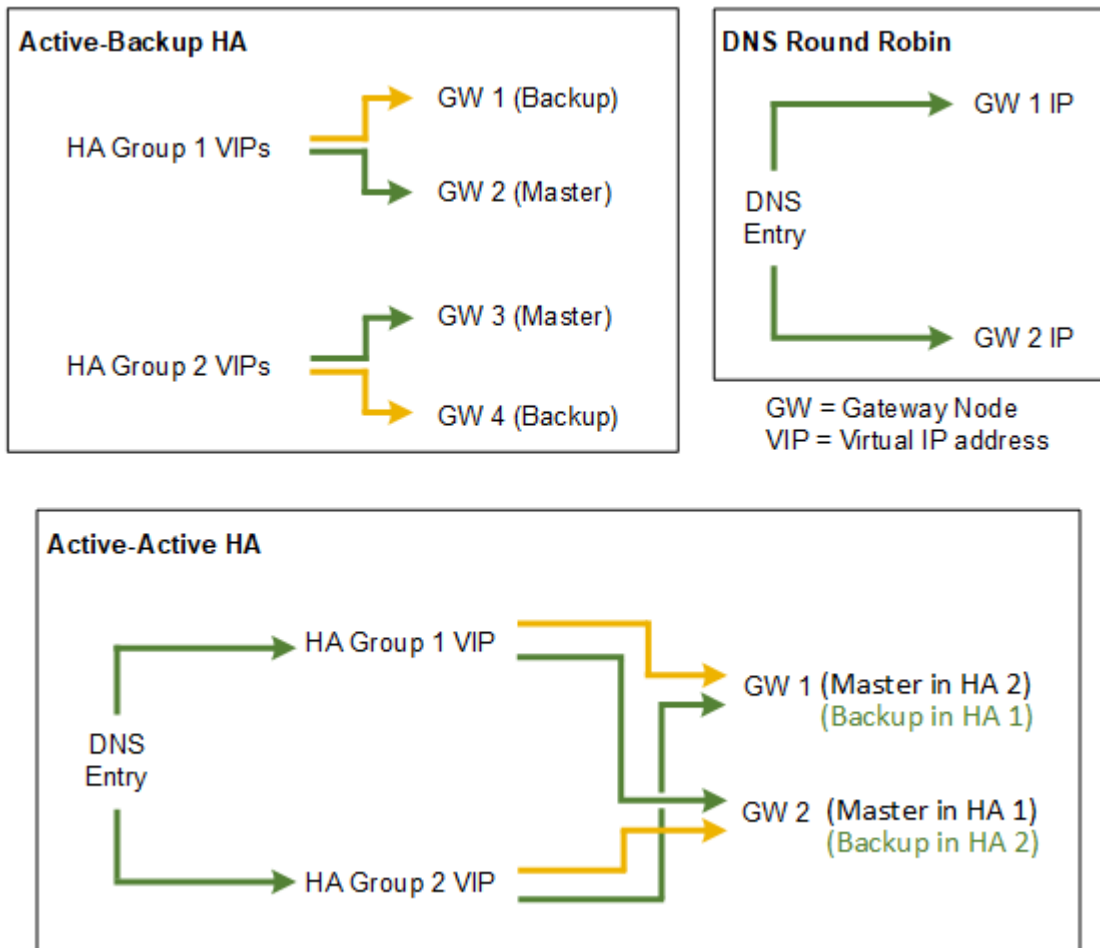 Active-Backup HA
HA Group 1 VIPs
GW 1 (Backup)
GW 2 (Master)
HA Group 2 VIPs
GW 3 (Master)
GW 4 (Backup)
DNS Round Robin
GW 1 IP
DNS
Entry
GW 2 IP
GW = Gateway Node
VIP = Virtual IP address
Active-Active HA
DNS
Entry
HA Group 1 VIP
HA Group 2 VIP
GW 1 (Master in HA 2)
(Backup in HA 1)
GW 2 (Master in HA 1)
(Backup in HA 2)